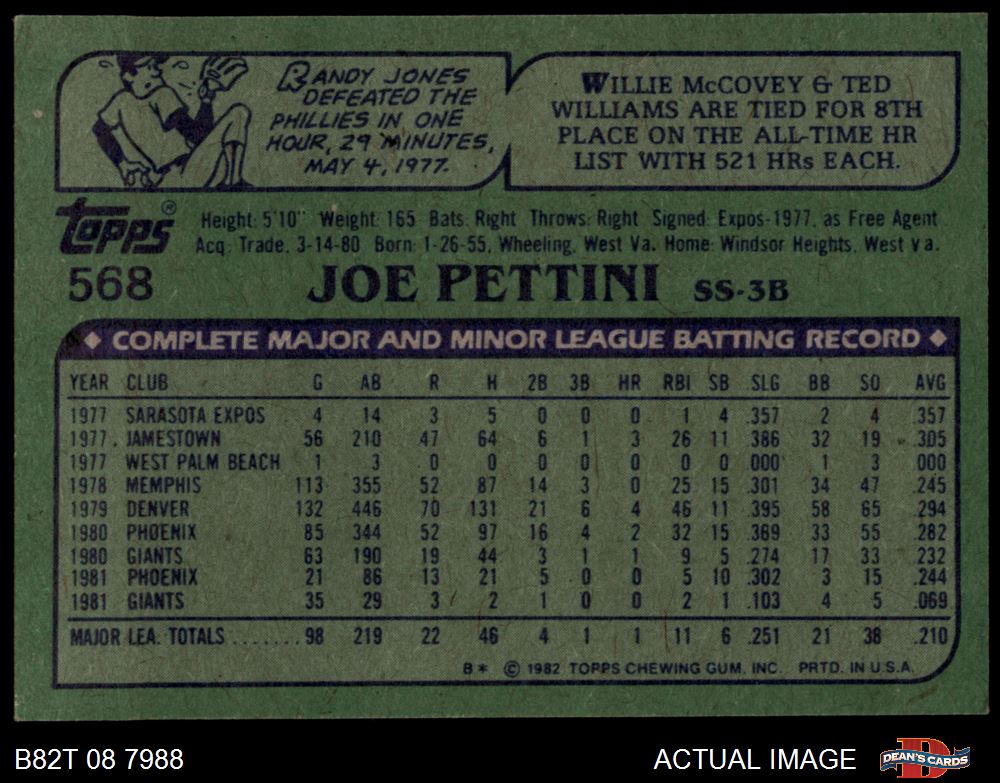 RANDY JONES
DEFEATED THE
PHILLIES IN ONE
HOUR, 29 MINUTES,
MAY 4, 1977.
WILLIE McCOVEY & TED
WILLIAMS ARE TIED FOR 8TH
PLACE ON THE ALL-TIME HR
LIST WITH 521 HRs EACH.
topps®
Height: 5'10" Weight: 165 Bats: Right Throws: Right Signed: Expos-1977, as Free Agent
Acq: Trade, 3-14-80 Born: 1-26-55, Wheeling, West Va. Home: Windsor Heights, West Va.
568 JOE PETTINI SS-3B
◆ COMPLETE MAJOR AND MINOR LEAGUE BATTING RECORD ◆
YEAR CLUB G AB R H 2B 3B HR RBI SB SLG BB SO AVG
1977 SARASOTA EXPOS 4 14 3 5 0 0 0 1 4 .357 2 4 .357
1977 JAMESTOWN 56 210 47 64 6 1 3 26 11 .386 32 19 .305
1977 WEST PALM BEACH 1 3 0 0 0 0 0 0 0 .000 1 3 .000
1978 MEMPHIS 113 355 52 87 14 3 0 25 15 .301 34 47 .245
1979 DENVER 132 446 70 131 21 6 4 46 11 .395 58 65 .294
1980 PHOENIX 85 344 52 97 16 4 2 32 15 .369 33 55 .282
1980 GIANTS 63 190 19 44 3 1 1 9 5 .274 17 33 .232
1981 PHOENIX 21 86 13 21 5 0 0 5 10 .302 3 15 .244
1981 GIANTS 35 29 3 2 1 0 0 2 1 .103 4 5 .069
MAJOR LEA. TOTALS ....... 98 219 22 46 4 1 1 11 6 .251 21 38 .210
B* © 1982 TOPPS CHEWING GUM, INC. PRTD. IN U.S.A.
B82T 08 7988
ACTUAL IMAGE
D
DEAN'S CARDS